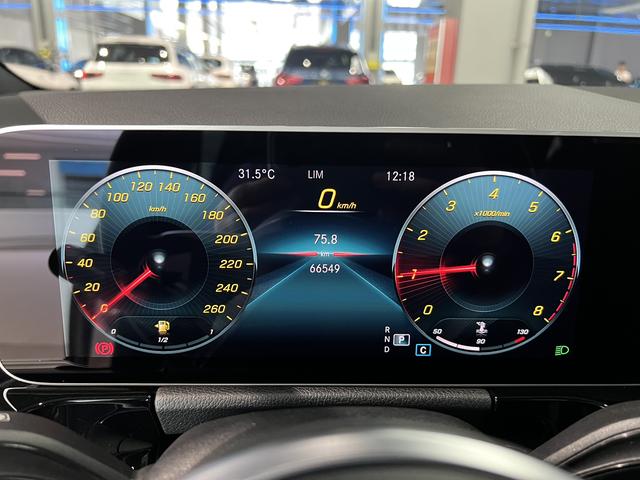 31.5°C LIM 12:18
0 km/h
75.8
km
66549
0 20 40 60 80 100 120 140 160 180 200 220 240 260
km/h
0 1/2 1
0 1 2 3 4 5 6 7 8
x1000/min
50 90 130
R
N P
D C
(P)